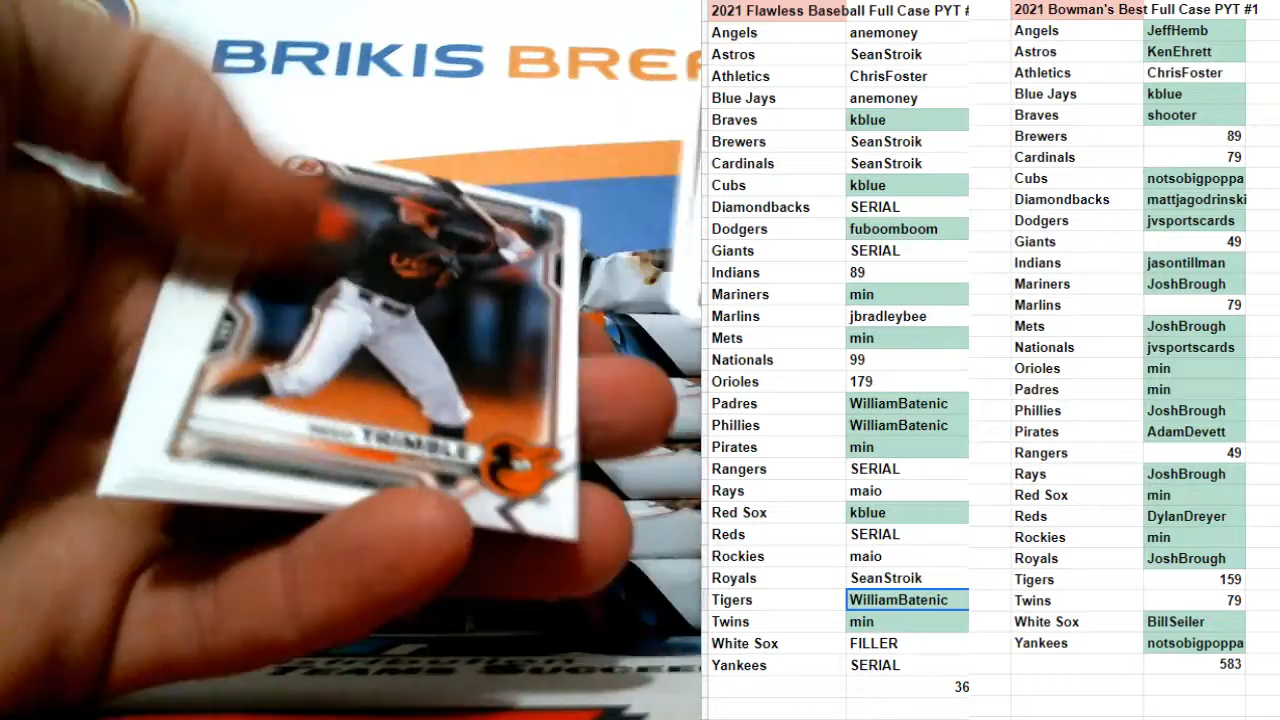 BRIKIS BREA
TRIMBLE
TEAMS SUCCEE
2021 Flawless Baseball Full Case PYT #
Angels anemoney
Astros SeanStroik
Athletics ChrisFoster
Blue Jays anemoney
Braves kblue
Brewers SeanStroik
Cardinals SeanStroik
Cubs kblue
Diamondbacks SERIAL
Dodgers fuboomboom
Giants SERIAL
Indians 89
Mariners min
Marlins jbradleybee
Mets min
Nationals 99
Orioles 179
Padres WilliamBatenic
Phillies WilliamBatenic
Pirates min
Rangers SERIAL
Rays maio
Red Sox kblue
Reds SERIAL
Rockies maio
Royals SeanStroik
Tigers WilliamBatenic
Twins min
White Sox FILLER
Yankees SERIAL
36
2021 Bowman's Best Full Case PYT #1
Angels JeffHemb
Astros KenEhrett
Athletics ChrisFoster
Blue Jays kblue
Braves shooter
Brewers 89
Cardinals 79
Cubs notsobigpoppa
Diamondbacks mattjagodrinski
Dodgers jvsportscards
Giants 49
Indians jasontillman
Mariners JoshBrough
Marlins 79
Mets JoshBrough
Nationals jvsportscards
Orioles min
Padres min
Phillies JoshBrough
Pirates AdamDevett
Rangers 49
Rays JoshBrough
Red Sox min
Reds DylanDreyer
Rockies min
Royals JoshBrough
Tigers 159
Twins 79
White Sox BillSeiler
Yankees notsobigpoppa
583